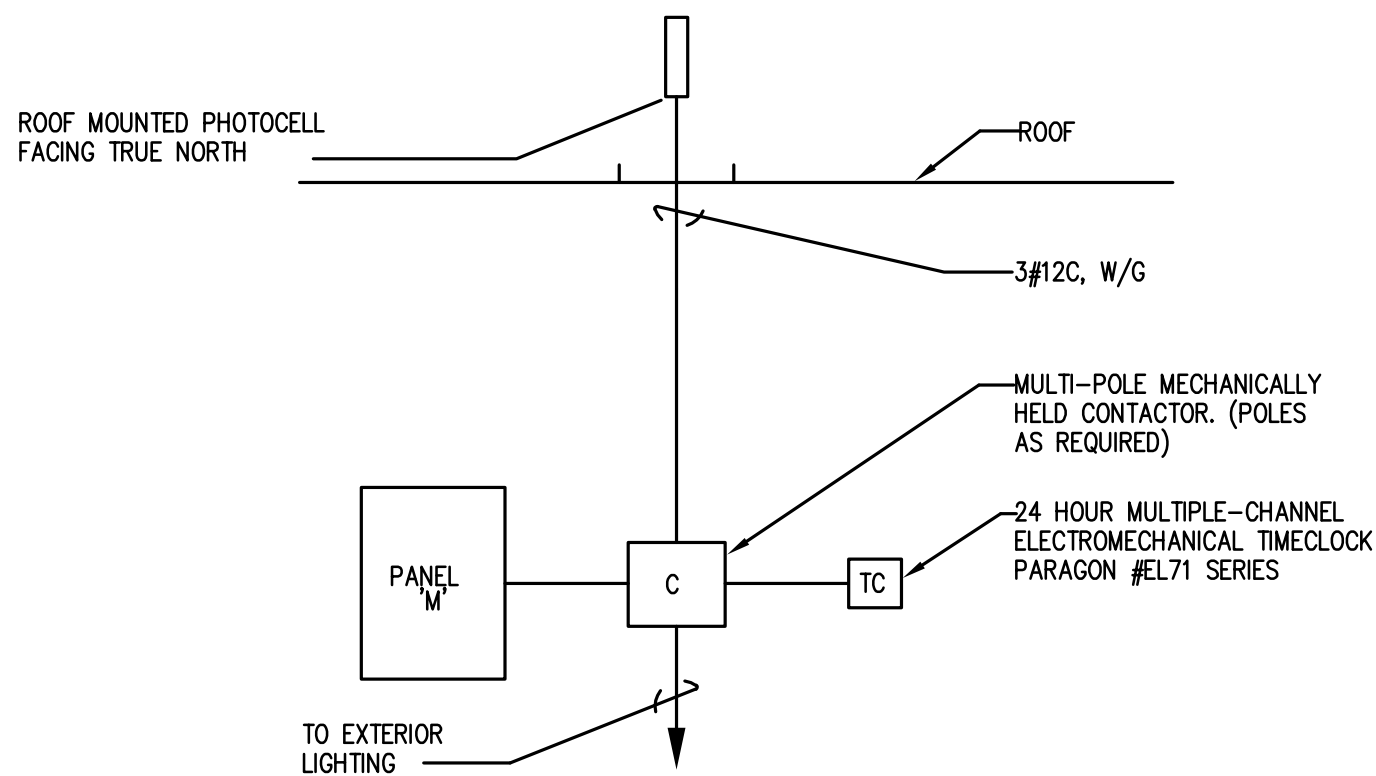 ROOF MOUNTED PHOTOCELL
FACING TRUE NORTH
ROOF
3#12C, W/G
MULTI-POLE MECHANICALLY
HELD CONTACTOR. (POLES
AS REQUIRED)
24 HOUR MULTIPLE-CHANNEL
ELECTROMECHANICAL TIMECLOCK
PARAGON #EL71 SERIES
PANEL
'M'
C
TC
TO EXTERIOR
LIGHTING